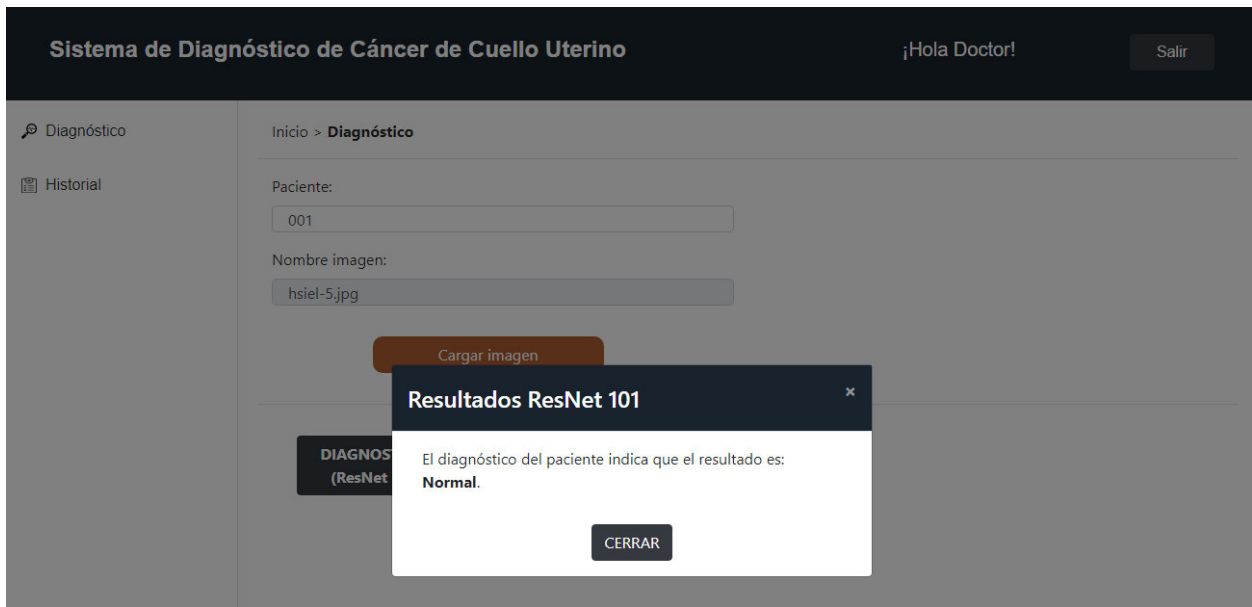 Sistema de Diagnóstico de Cáncer de Cuello Uterino
¡Hola Doctor!
Salir
Diagnóstico
Historial
Inicio > Diagnóstico
Paciente:
001
Nombre imagen:
hsiel-5.jpg
Cargar imagen
DIAGNOS
(ResNet
Resultados ResNet 101
×
El diagnóstico del paciente indica que el resultado es:
Normal.
CERRAR